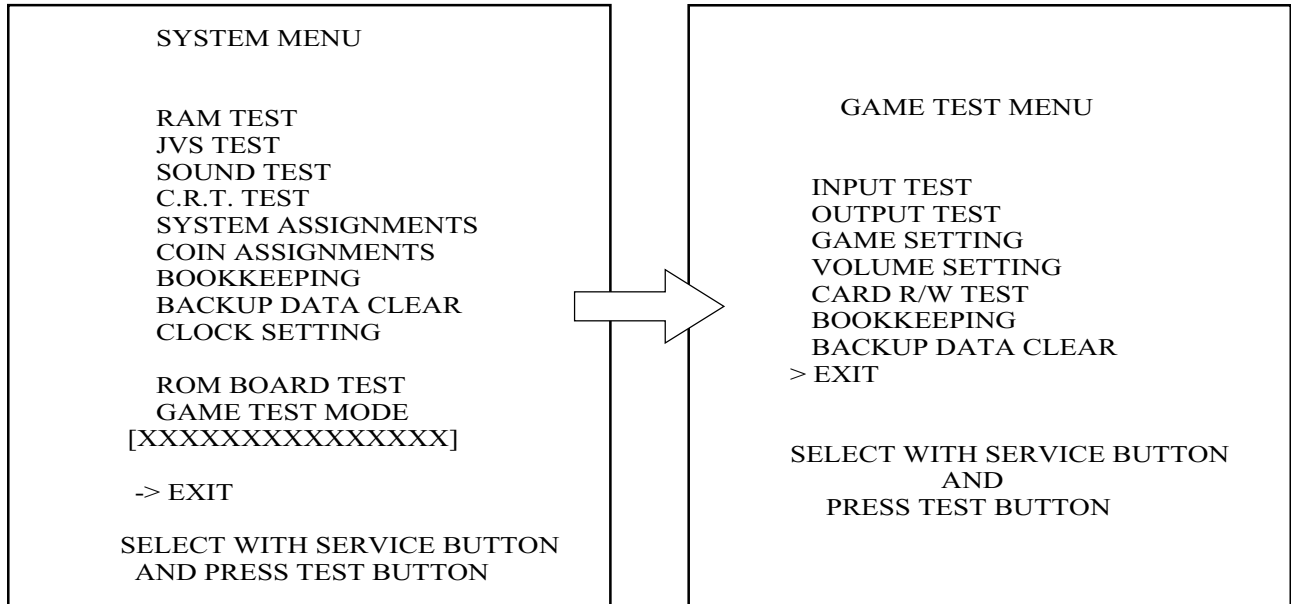 SYSTEM MENU
RAM TEST
JVS TEST
SOUND TEST
C.R.T. TEST
SYSTEM ASSIGNMENTS
COIN ASSIGNMENTS
BOOKKEEPING
BACKUP DATA CLEAR
CLOCK SETTING
ROM BOARD TEST
GAME TEST MODE
[XXXXXXXXXXXXXXXX]
-> EXIT
SELECT WITH SERVICE BUTTON
AND PRESS TEST BUTTON
GAME TEST MENU
INPUT TEST
OUTPUT TEST
GAME SETTING
VOLUME SETTING
CARD R/W TEST
BOOKKEEPING
BACKUP DATA CLEAR
> EXIT
SELECT WITH SERVICE BUTTON
AND
PRESS TEST BUTTON